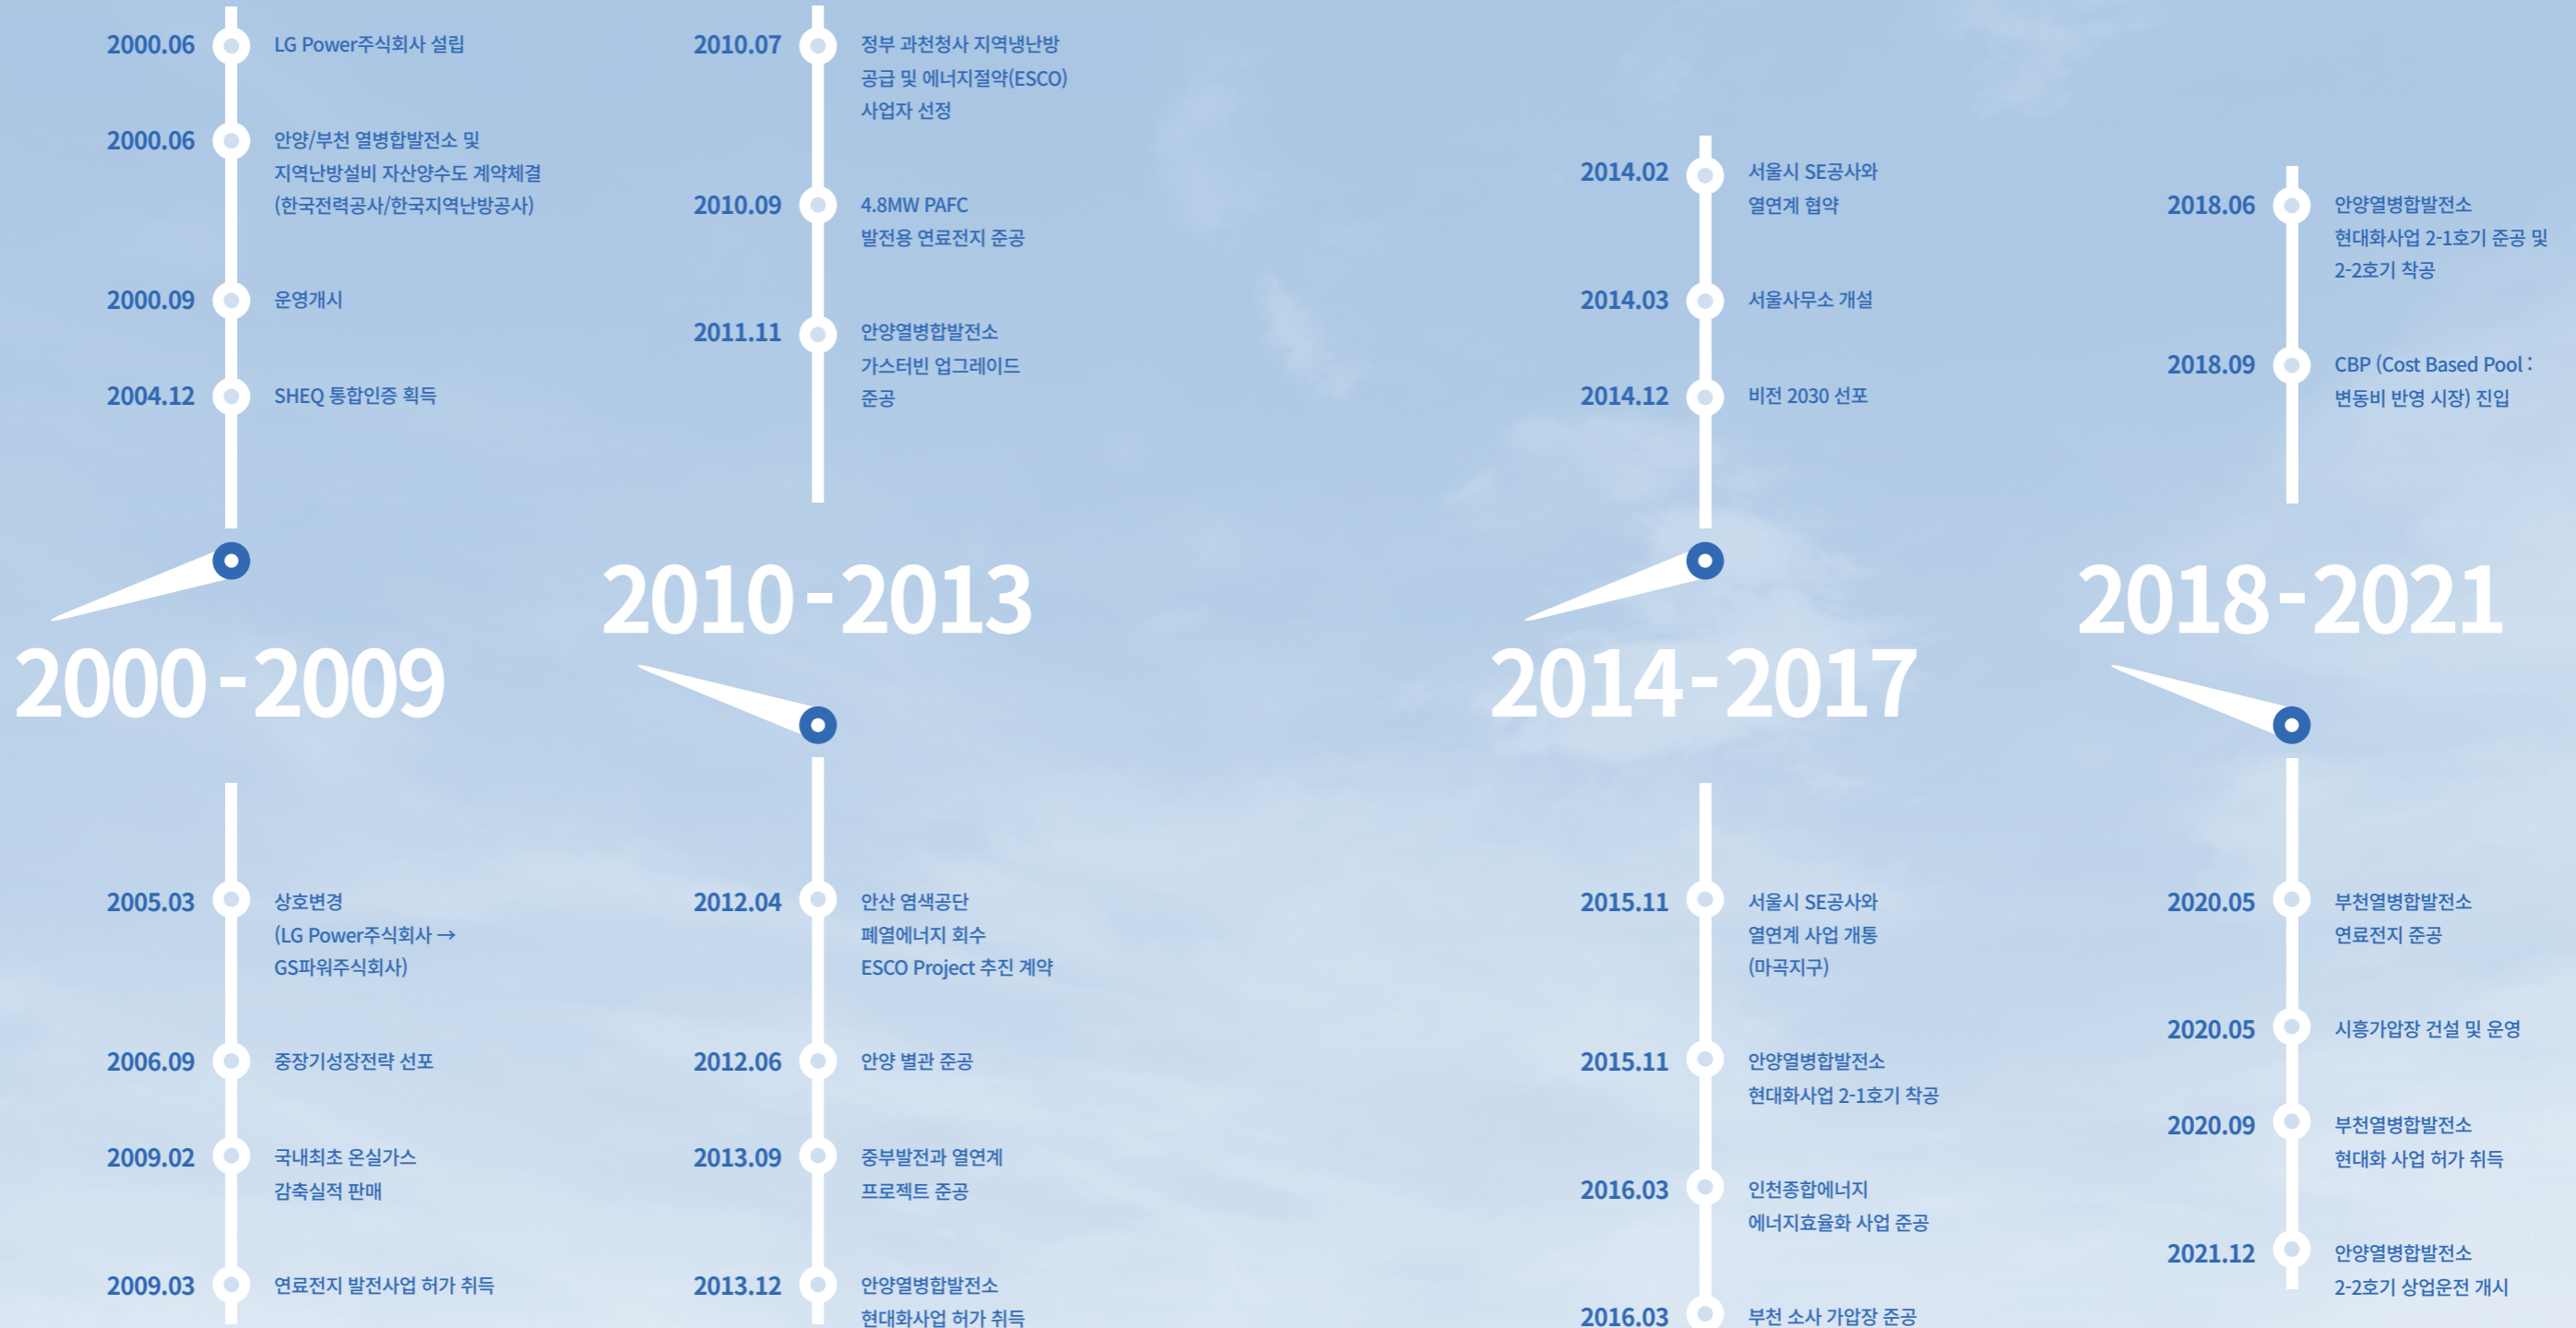 2000.06
LG Power주식회사 설립
2000.06
안양/부천 열병합발전소 및
지역난방설비 자산양수도 계약체결
(한국전력공사/한국지역난방공사)
2000.09
운영개시
2004.12
SHEQ 통합인증 획득
2000-2009
2005.03
상호변경
(LG Power주식회사 →
GS파워주식회사)
2006.09
중장기성장전략 선포
2009.02
국내최초 온실가스
감축실적 판매
2009.03
연료전지 발전사업 허가 취득
2010.07
정부 과천청사 지역냉난방
공급 및 에너지절약(ESCO)
사업자 선정
2010.09
4.8MW PAFC
발전용 연료전지 준공
2011.11
안양열병합발전소
가스터빈 업그레이드
준공
2010-2013
2012.04
안산 염색공단
폐열에너지 회수
ESCO Project 추진 계약
2012.06
안양 별관 준공
2013.09
중부발전과 열연계
프로젝트 준공
2013.12
안양열병합발전소
현대화사업 허가 취득
2014.02
서울시 SE공사와
열연계 협약
2014.03
서울사무소 개설
2014.12
비전 2030 선포
2014-2017
2015.11
서울시 SE공사와
열연계 사업 개통
(마곡지구)
2015.11
안양열병합발전소
현대화사업 2-1호기 착공
2016.03
인천종합에너지
에너지효율화 사업 준공
2016.03
부천 소사 가압장 준공
2018.06
안양열병합발전소
현대화사업 2-1호기 준공 및
2-2호기 착공
2018.09
CBP (Cost Based Pool :
변동비 반영 시장) 진입
2018-2021
2020.05
부천열병합발전소
연료전지 준공
2020.05
시흥가압장 건설 및 운영
2020.09
부천열병합발전소
현대화 사업 허가 취득
2021.12
안양열병합발전소
2-2호기 상업운전 개시